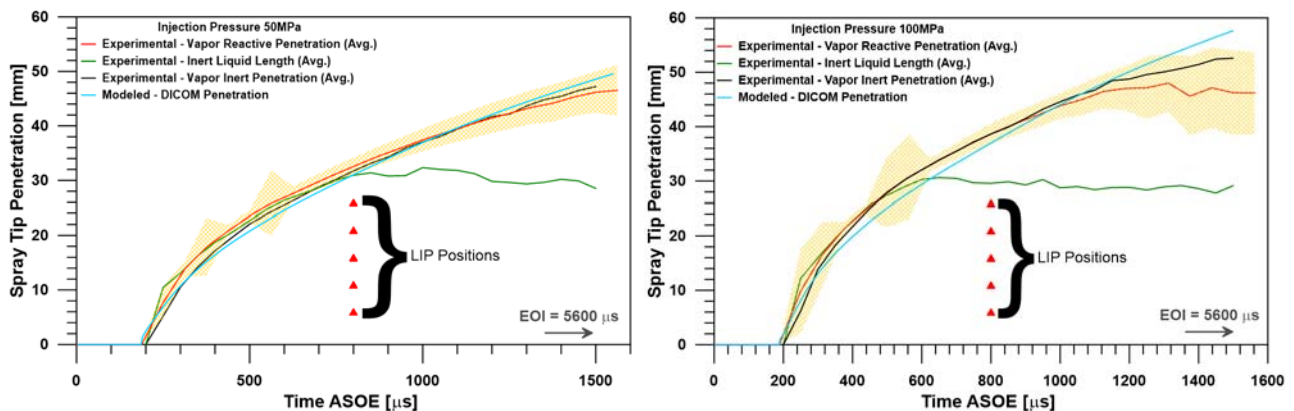 Injection Pressure 50MPa
Experimental - Vapor Reactive Penetration (Avg.)
Experimental - Inert Liquid Length (Avg.)
Experimental - Vapor Inert Penetration (Avg.)
Modeled - DICOM Penetration
Spray Tip Penetration [mm]
60
50
40
30
20
10
0
LIP Positions
EOI = 5600 µs
0
500
1000
1500
Time ASOE [µs]
Injection Pressure 100MPa
Experimental - Vapor Reactive Penetration (Avg.)
Experimental - Inert Liquid Length (Avg.)
Experimental - Vapor Inert Penetration (Avg.)
Modeled - DICOM Penetration
Spray Tip Penetration [mm]
60
50
40
30
20
10
0
LIP Positions
EOI = 5600 µs
0
200
400
600
800
1000
1200
1400
1600
Time ASOE [µs]